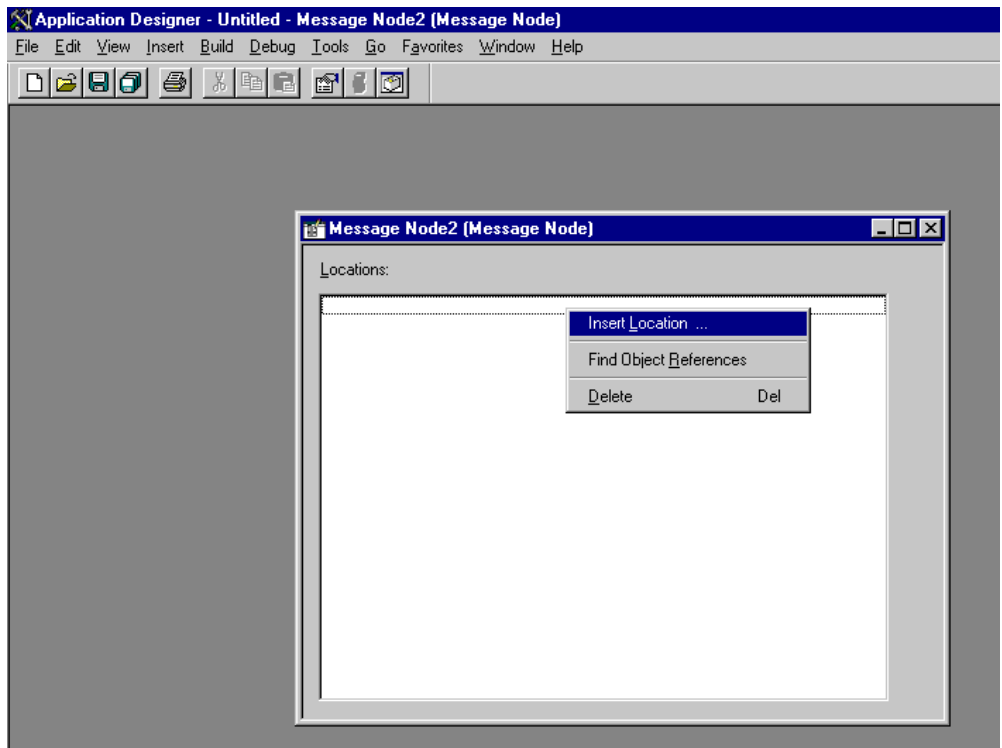 Application Designer - Untitled - Message Node2 (Message Node)
File Edit View Insert Build Debug Tools Go Favorites Window Help
Message Node2 (Message Node)
Locations:
Insert Location ...
Find Object References
Delete Del